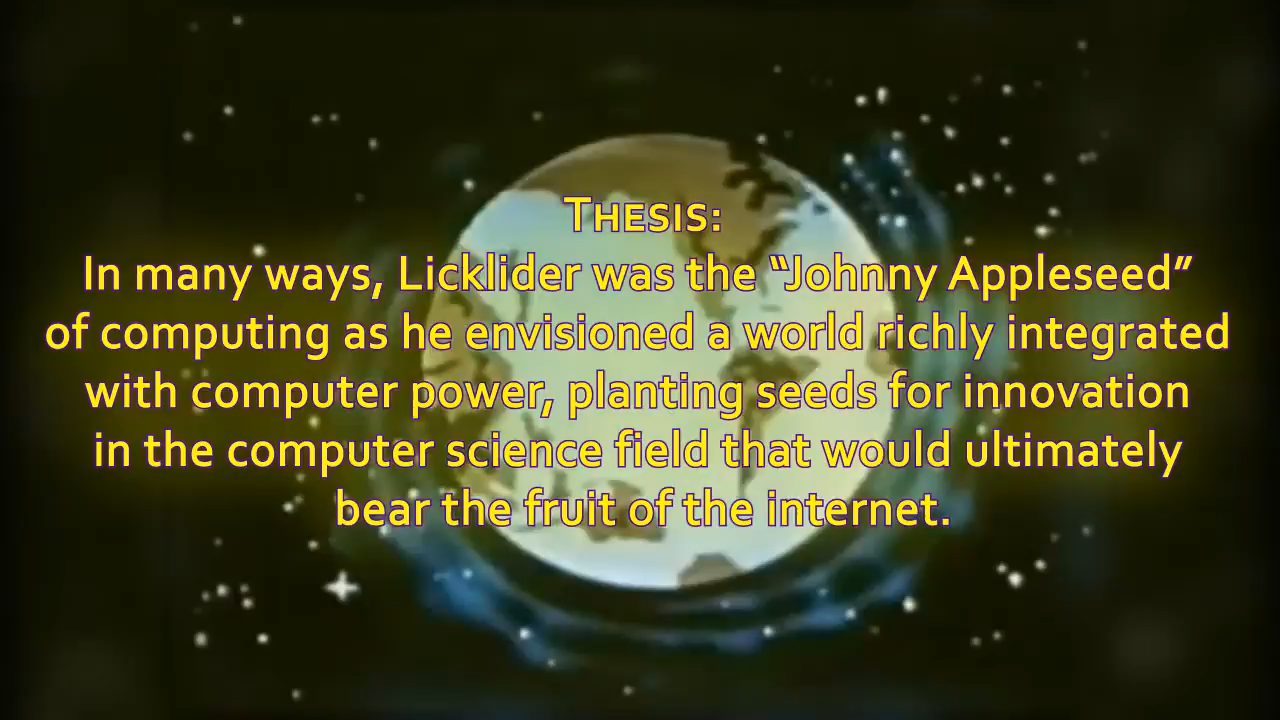 THESIS:
In many ways, Licklider was the “Johnny Appleseed”
of computing as he envisioned a world richly integrated
with computer power, planting seeds for innovation
in the computer science field that would ultimately
bear the fruit of the internet.